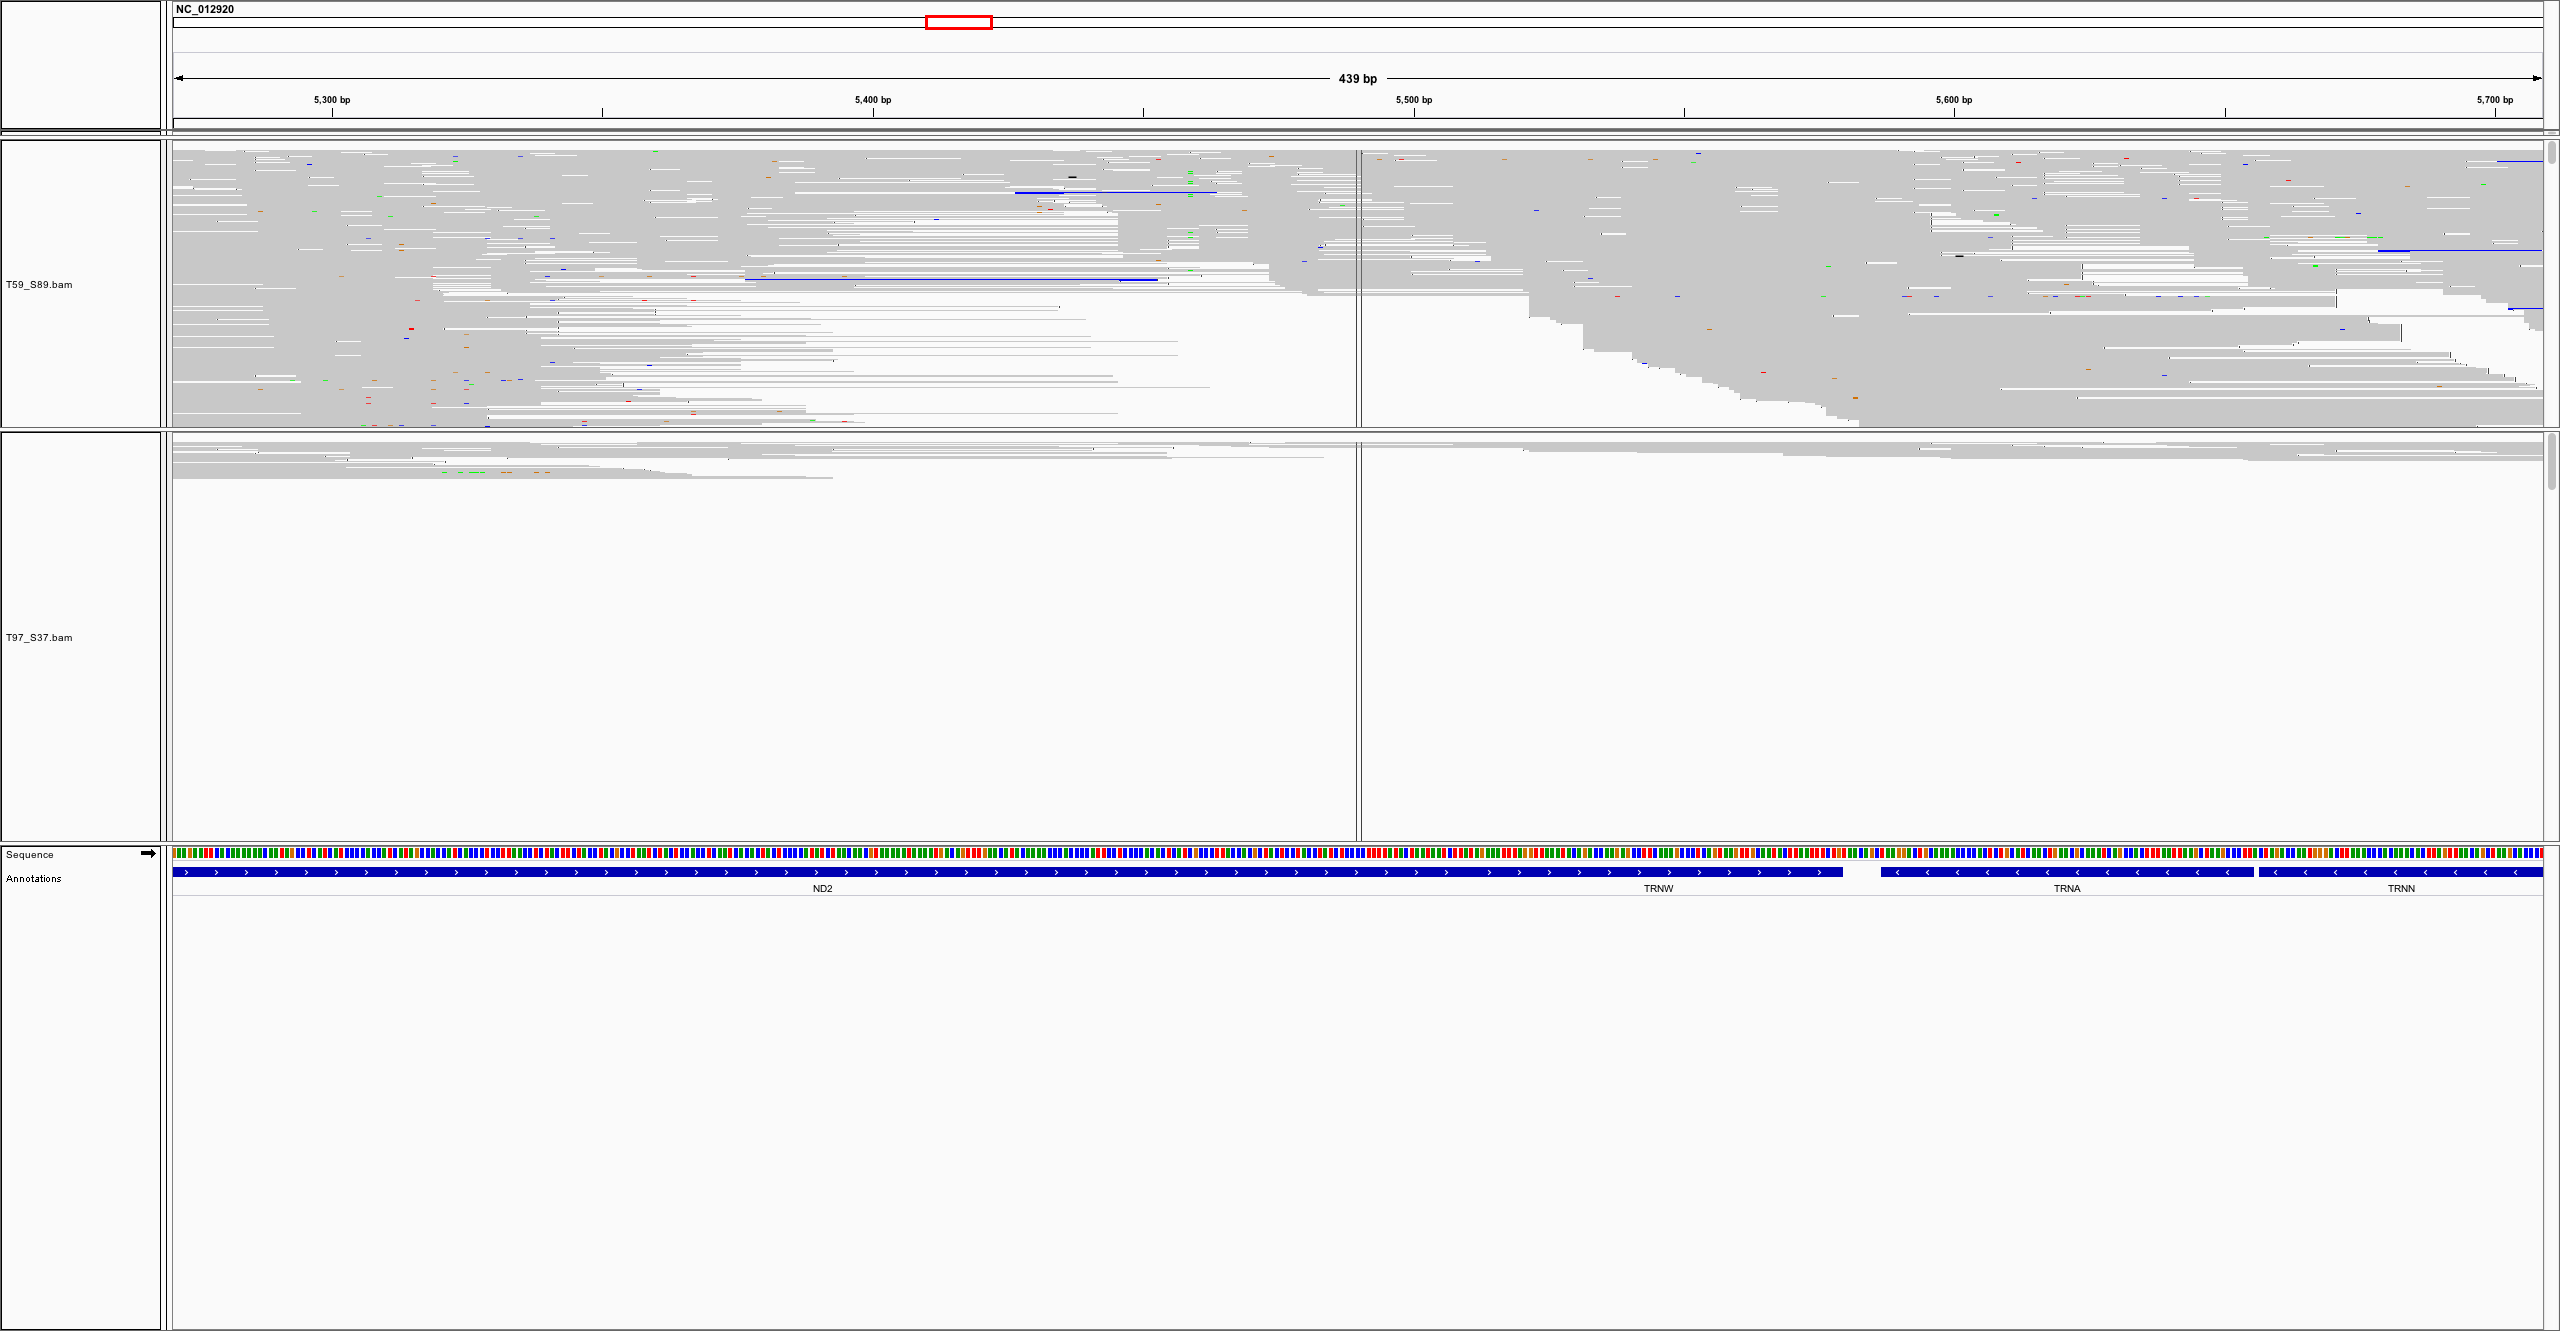 NC_012920
439 bp
5,300 bp 5,400 bp 5,500 bp 5,600 bp 5,700 bp
T59_S89.bam
T97_S37.bam
Sequence
Annotations
ND2 TRNW TRNA TRNN